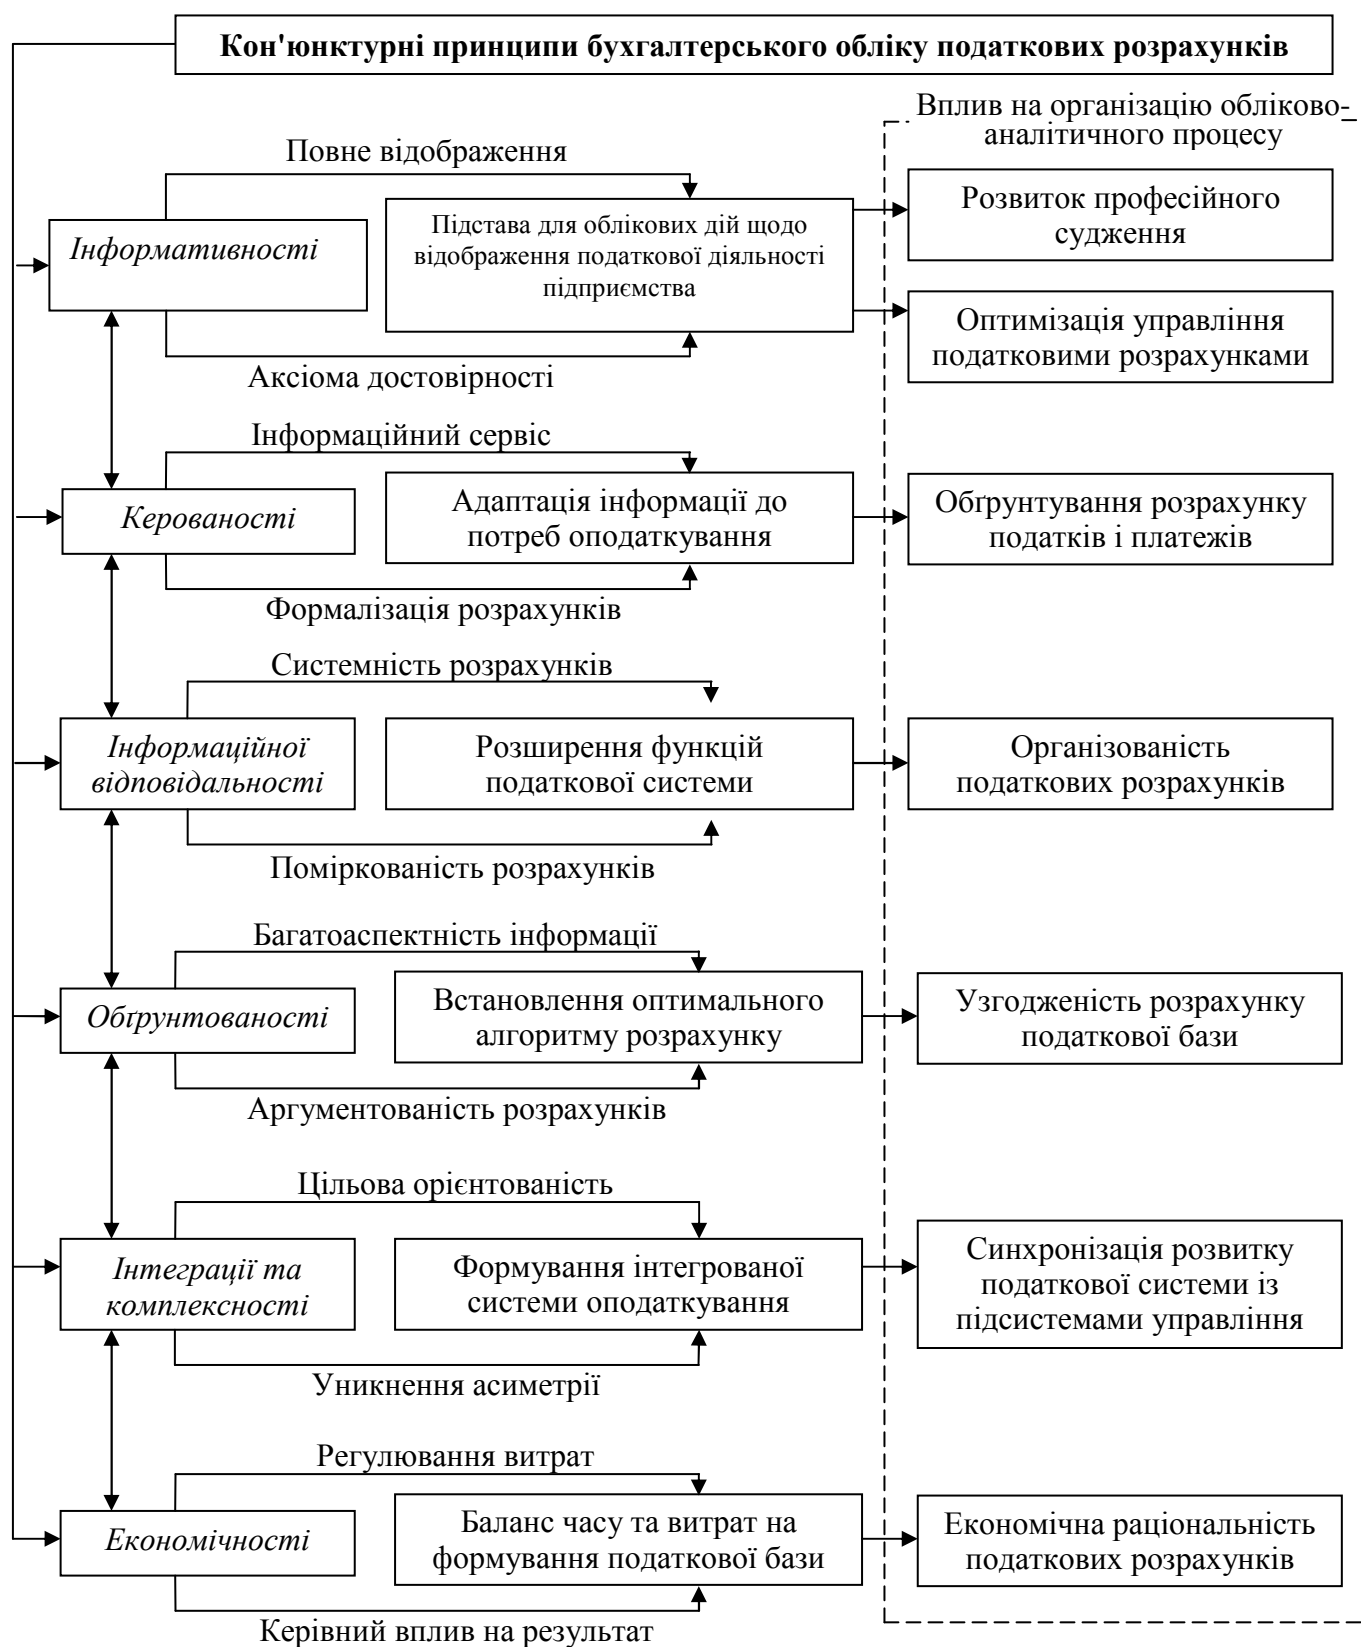 Кон'юнктурні принципи бухгалтерського обліку податкових розрахунків
Вплив на організацію обліково-
аналітичного процесу
Повне відображення
Інформативності
Підстава для облікових дій щодо
відображення податкової діяльності
підприємства
Розвиток професійного
судження
Оптимізація управління
податковими розрахунками
Аксіома достовірності
Інформаційний сервіс
Керованості
Адаптація інформації до
потреб оподаткування
Обґрунтування розрахунку
податків і платежів
Формалізація розрахунків
Системність розрахунків
Інформаційної
відповідальності
Розширення функцій
податкової системи
Організованість
податкових розрахунків
Поміркованість розрахунків
Багатоаспектність інформації
Обґрунтованості
Встановлення оптимального
алгоритму розрахунку
Узгодженість розрахунку
податкової бази
Аргументованість розрахунків
Цільова орієнтованість
Інтеграції та
комплексності
Формування інтегрованої
системи оподаткування
Синхронізація розвитку
податкової системи із
підсистемами управління
Уникнення асиметрії
Регулювання витрат
Економічності
Баланс часу та витрат на
формування податкової бази
Економічна раціональність
податкових розрахунків
Керівний вплив на результат